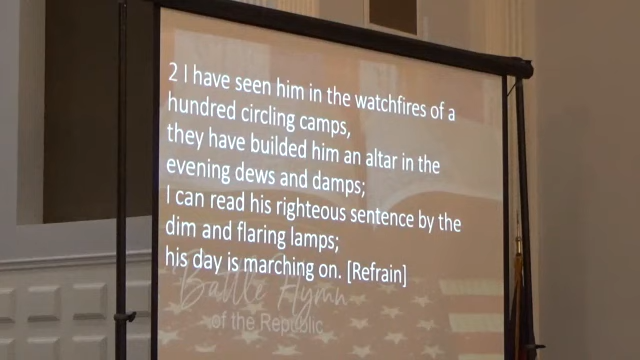 2 I have seen him in the watchfires of a
hundred circling camps,
they have builded him an altar in the
evening dews and damps;
I can read his righteous sentence by the
dim and flaring lamps;
his day is marching on. [Refrain]
Battle Hymn
of the Republic